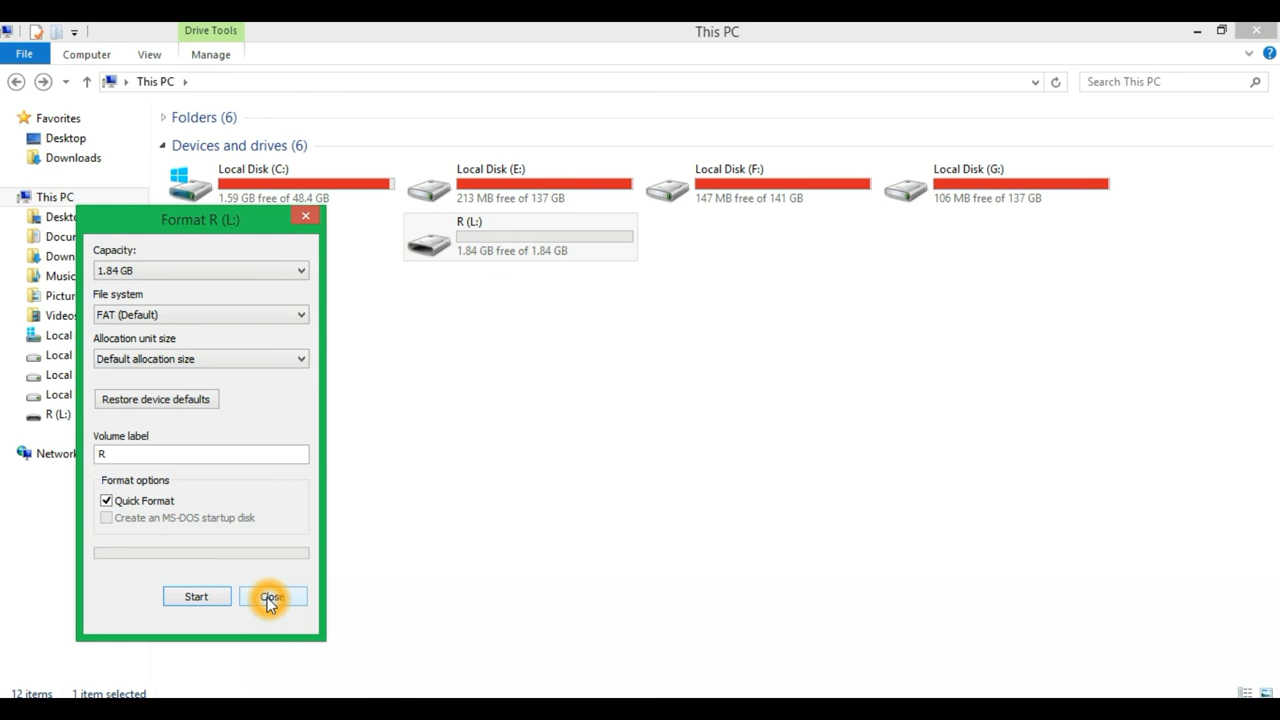 Drive Tools
This PC
File
Computer
View
Manage
This PC
Search This PC
Favorites
Desktop
Downloads
This PC
Network
R (L:)
Folders (6)
Devices and drives (6)
Local Disk (C:)
1.59 GB free of 48.4 GB
Local Disk (E:)
213 MB free of 137 GB
Local Disk (F:)
147 MB free of 141 GB
Local Disk (G:)
106 MB free of 137 GB
R (L:)
1.84 GB free of 1.84 GB
Deskto
Docum
Down
Music
Picture
Videos
Local
Local
Local
Local
Format R (L:)
Capacity:
1.84 GB
File system
FAT (Default)
Allocation unit size
Default allocation size
Restore device defaults
Volume label
R
Format options
Quick Format
Create an MS-DOS startup disk
Start
Close
12 items
1 item selected